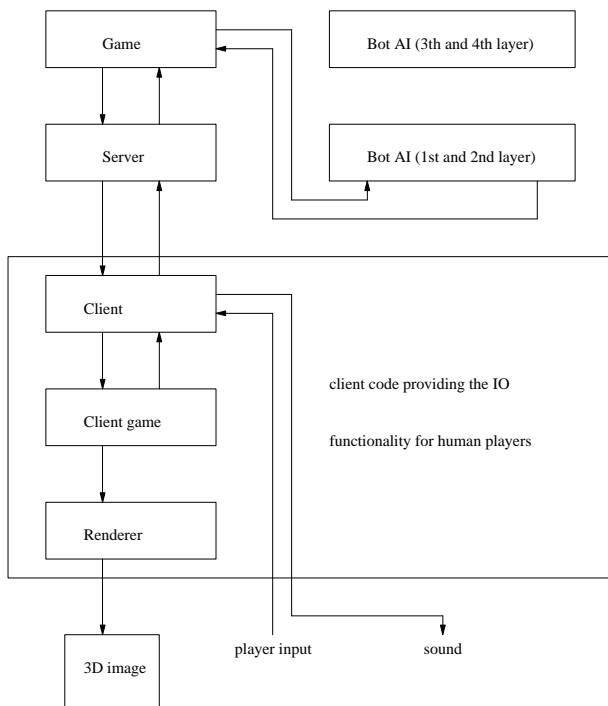 Game
Bot AI (3th and 4th layer)
Server
Bot AI (1st and 2nd layer)
Client
client code providing the IO
Client game
functionality for human players
Renderer
player input
sound
3D image